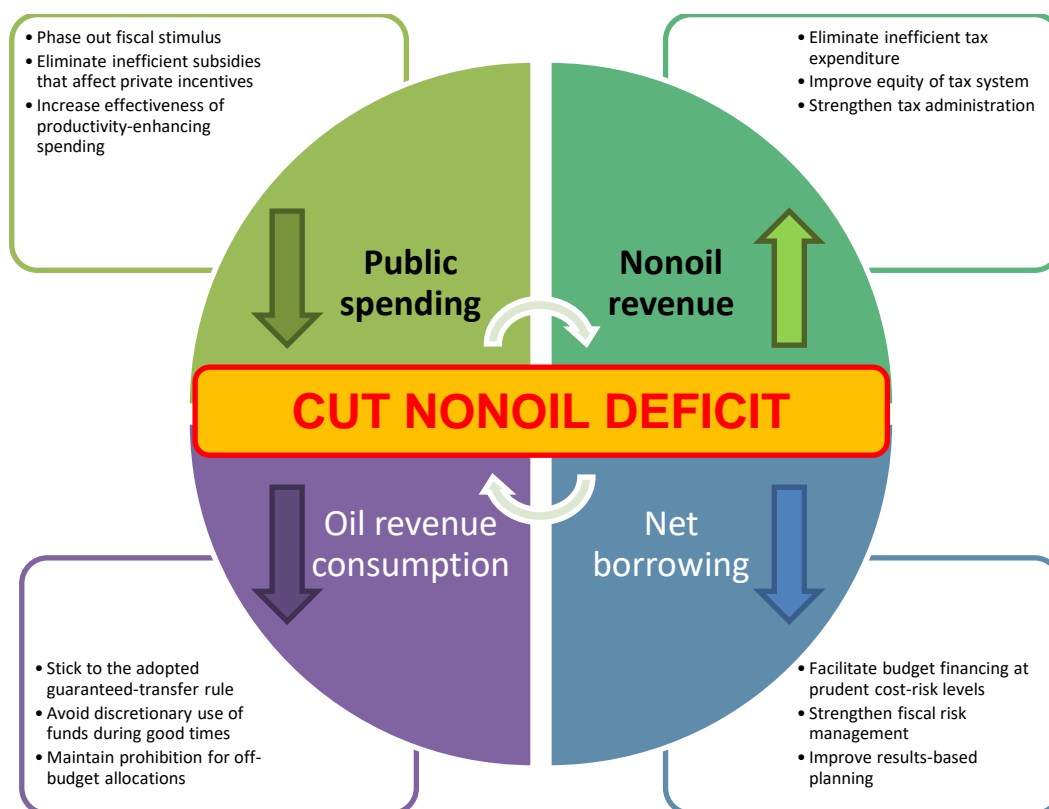 • Phase out fiscal stimulus
• Eliminate inefficient subsidies
that affect private incentives
• Increase effectiveness of
productivity-enhancing
spending
• Eliminate inefficient tax
expenditure
• Improve equity of tax system
• Strengthen tax administration
Public
spending
Nonoil
revenue
CUT NONOIL DEFICIT
Oil revenue
consumption
Net
borrowing
• Stick to the adopted
guaranteed-transfer rule
• Avoid discretionary use of
funds during good times
• Maintain prohibition for off-
budget allocations
• Facilitate budget financing at
prudent cost-risk levels
• Strengthen fiscal risk
management
• Improve results-based
planning